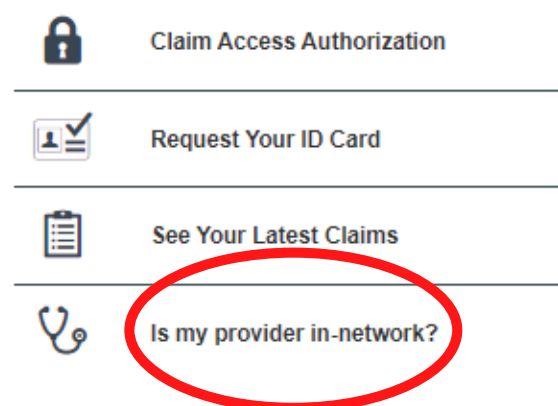 Claim Access Authorization
Request Your ID Card
See Your Latest Claims
Is my provider in-network?